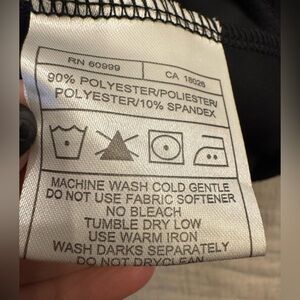 RN 60999 CA 18026
90% POLYESTER/POLIESTER/
POLYESTER/10% SPANDEX
MACHINE WASH COLD GENTLE
DO NOT USE FABRIC SOFTENER
NO BLEACH
TUMBLE DRY LOW
USE WARM IRON
WASH DARKS SEPARATELY
DO NOT DRYCLEAN